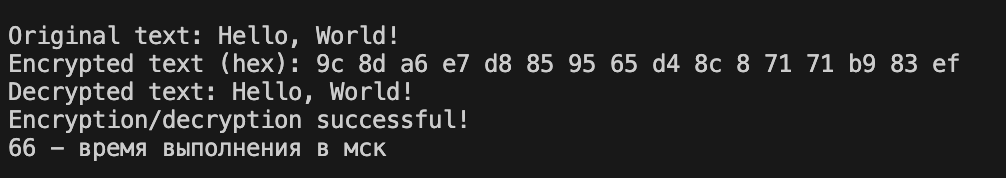 Original text: Hello, World!
Encrypted text (hex): 9c 8d a6 e7 d8 85 95 65 d4 8c 8 71 71 b9 83 ef
Decrypted text: Hello, World!
Encryption/decryption successful!
66 – время выполнения в мск